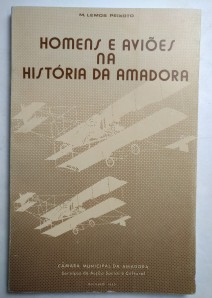 M LEMOS PEIXOTO
HOMENS E AVIÕES
NA
HISTÓRIA DA AMADORA
CÂMARA MUNICIPAL DA AMADORA
Serviços de Acção Social e Cultural